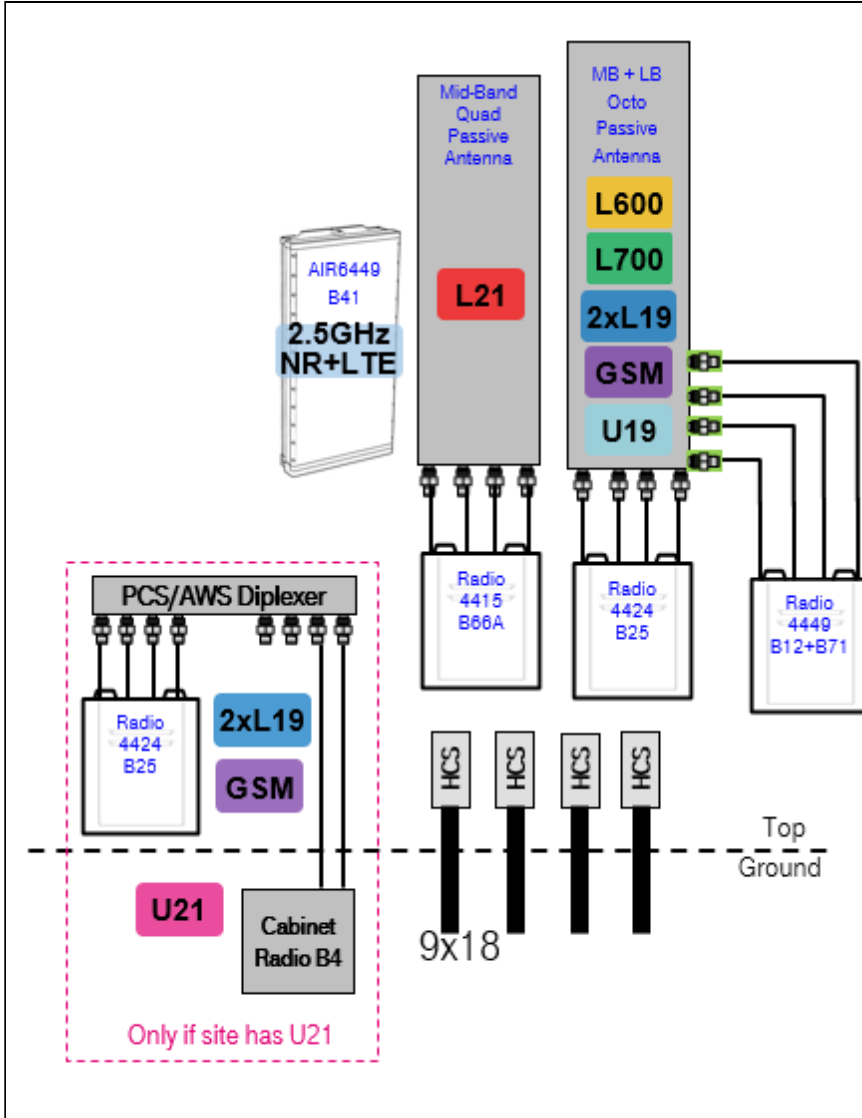 Mid-Band
Quad
Passive
Antenna
L21
MB + LB
Octo
Passive
Antenna
L600
L700
2xL19
GSM
U19
AIR6449
B41
2.5GHz
NR+LTE
Radio
4415
B66A
Radio
4424
B25
Radio
4449
B12+B71
PCS/AWS Diplexer
Radio
4424
B25
2xL19
GSM
HCS
HCS
HCS
HCS
Top
Ground
U21
Cabinet
Radio B4
9x18
Only if site has U21